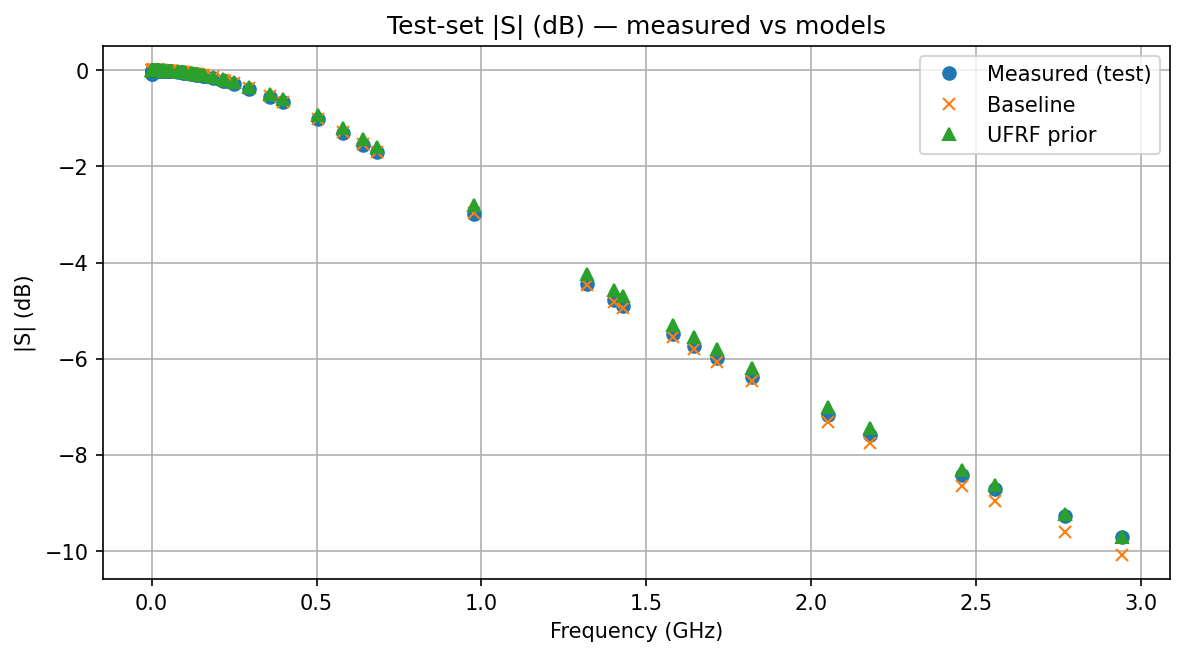 Test-set |S| (dB) — measured vs models
Measured (test)
Baseline
UFRF prior
|S| (dB)
0
−2
−4
−6
−8
−10
0.0 0.5 1.0 1.5 2.0 2.5 3.0
Frequency (GHz)